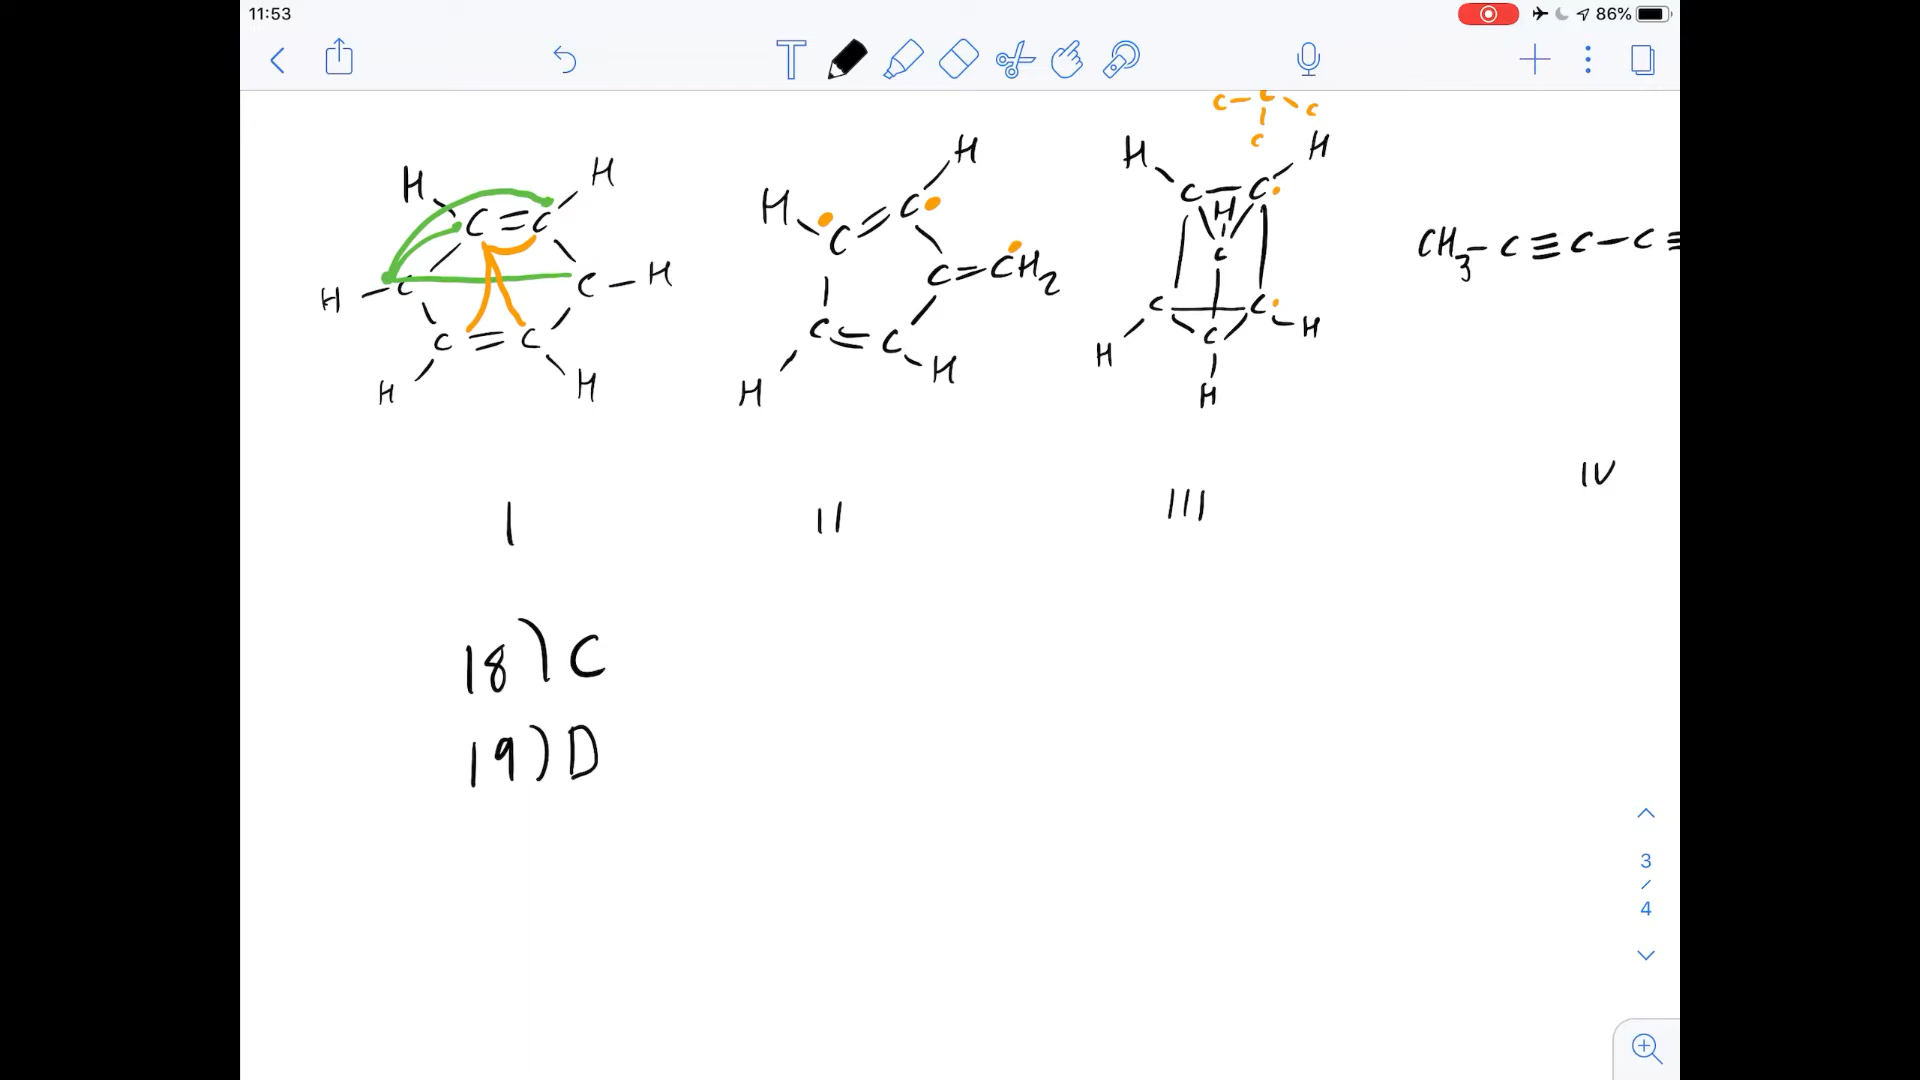 11:53
86%
T
C - C - C
C
H H
C = C
H - C C - H
C = C
H H
H
H
C = C
C = CH2
C = C
H H
H H
C - C
H
C
C C
C
H H
H
CH3 - C ≡ C - C ≡
I II III IV
18) C
19) D
3
/
4